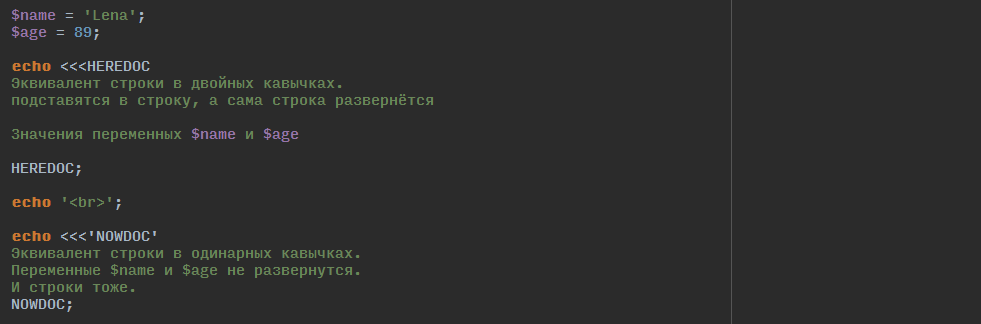 $name = 'Lena';
$age = 89;
echo <<<HEREDOC
Эквивалент строки в двойных кавычках.
подставятся в строку, а сама строка развернётся
Значения переменных $name и $age
HEREDOC;
echo '<br>';
echo <<<'NOWDOC'
Эквивалент строки в одинарных кавычках.
Переменные $name и $age не развернутся.
И строки тоже.
NOWDOC;